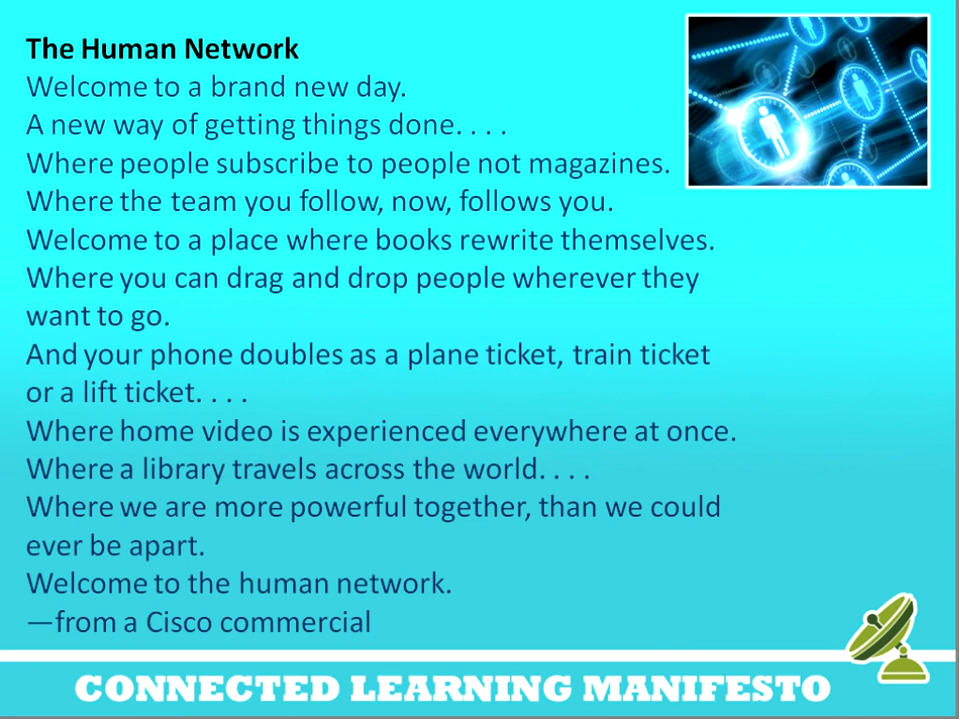 The Human Network
Welcome to a brand new day.
A new way of getting things done. . . .
Where people subscribe to people not magazines.
Where the team you follow, now, follows you.
Welcome to a place where books rewrite themselves.
Where you can drag and drop people wherever they
want to go.
And your phone doubles as a plane ticket, train ticket
or a lift ticket. . . .
Where home video is experienced everywhere at once.
Where a library travels across the world. . . .
Where we are more powerful together, than we could
ever be apart.
Welcome to the human network.
—from a Cisco commercial
CONNECTED LEARNING MANIFESTO